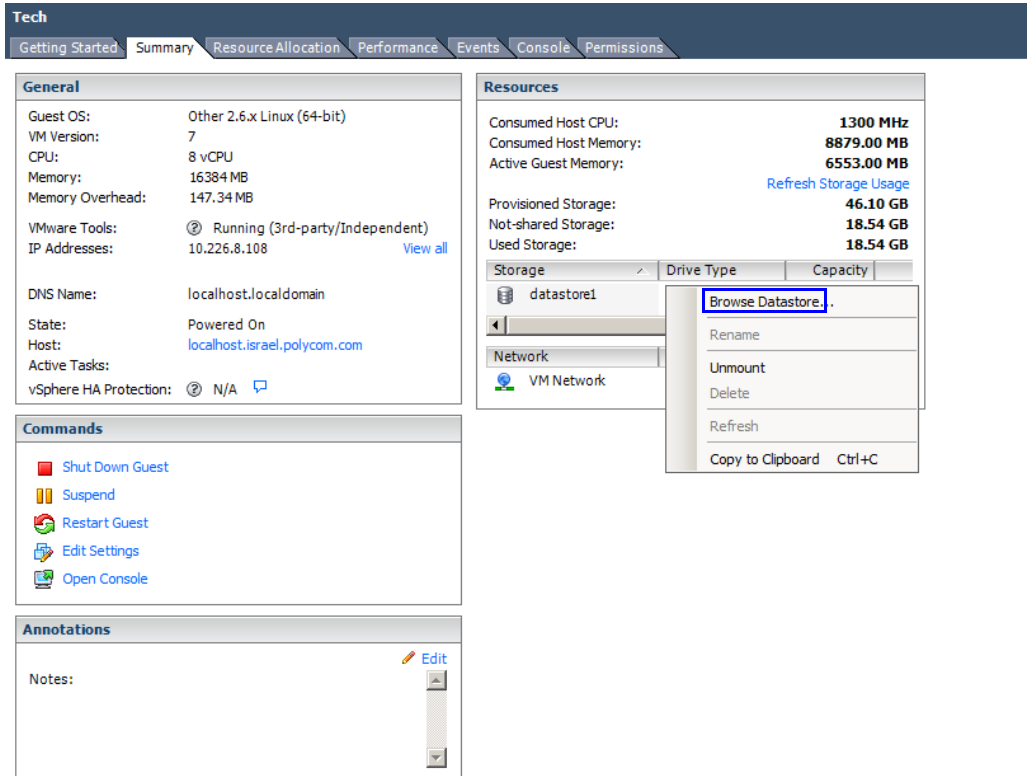 Tech
Getting Started Summary Resource Allocation Performance Events Console Permissions
General
Guest OS: Other 2.6.x Linux (64-bit)
VM Version: 7
CPU: 8 vCPU
Memory: 16384 MB
Memory Overhead: 147.34 MB
VMware Tools: Running (3rd-party/Independent)
IP Addresses: 10.226.8.108 View all
DNS Name: localhost.localdomain
State: Powered On
Host: localhost.israel.polycom.com
Active Tasks:
vSphere HA Protection: N/A
Commands
Shut Down Guest
Suspend
Restart Guest
Edit Settings
Open Console
Annotations
Edit
Notes:
Resources
Consumed Host CPU: 1300 MHz
Consumed Host Memory: 8879.00 MB
Active Guest Memory: 6553.00 MB
Refresh Storage Usage
Provisioned Storage: 46.10 GB
Not-shared Storage: 18.54 GB
Used Storage: 18.54 GB
Storage Drive Type Capacity
datastore1
Network
VM Network
Browse Datastore...
Rename
Unmount
Delete
Refresh
Copy to Clipboard Ctrl+C